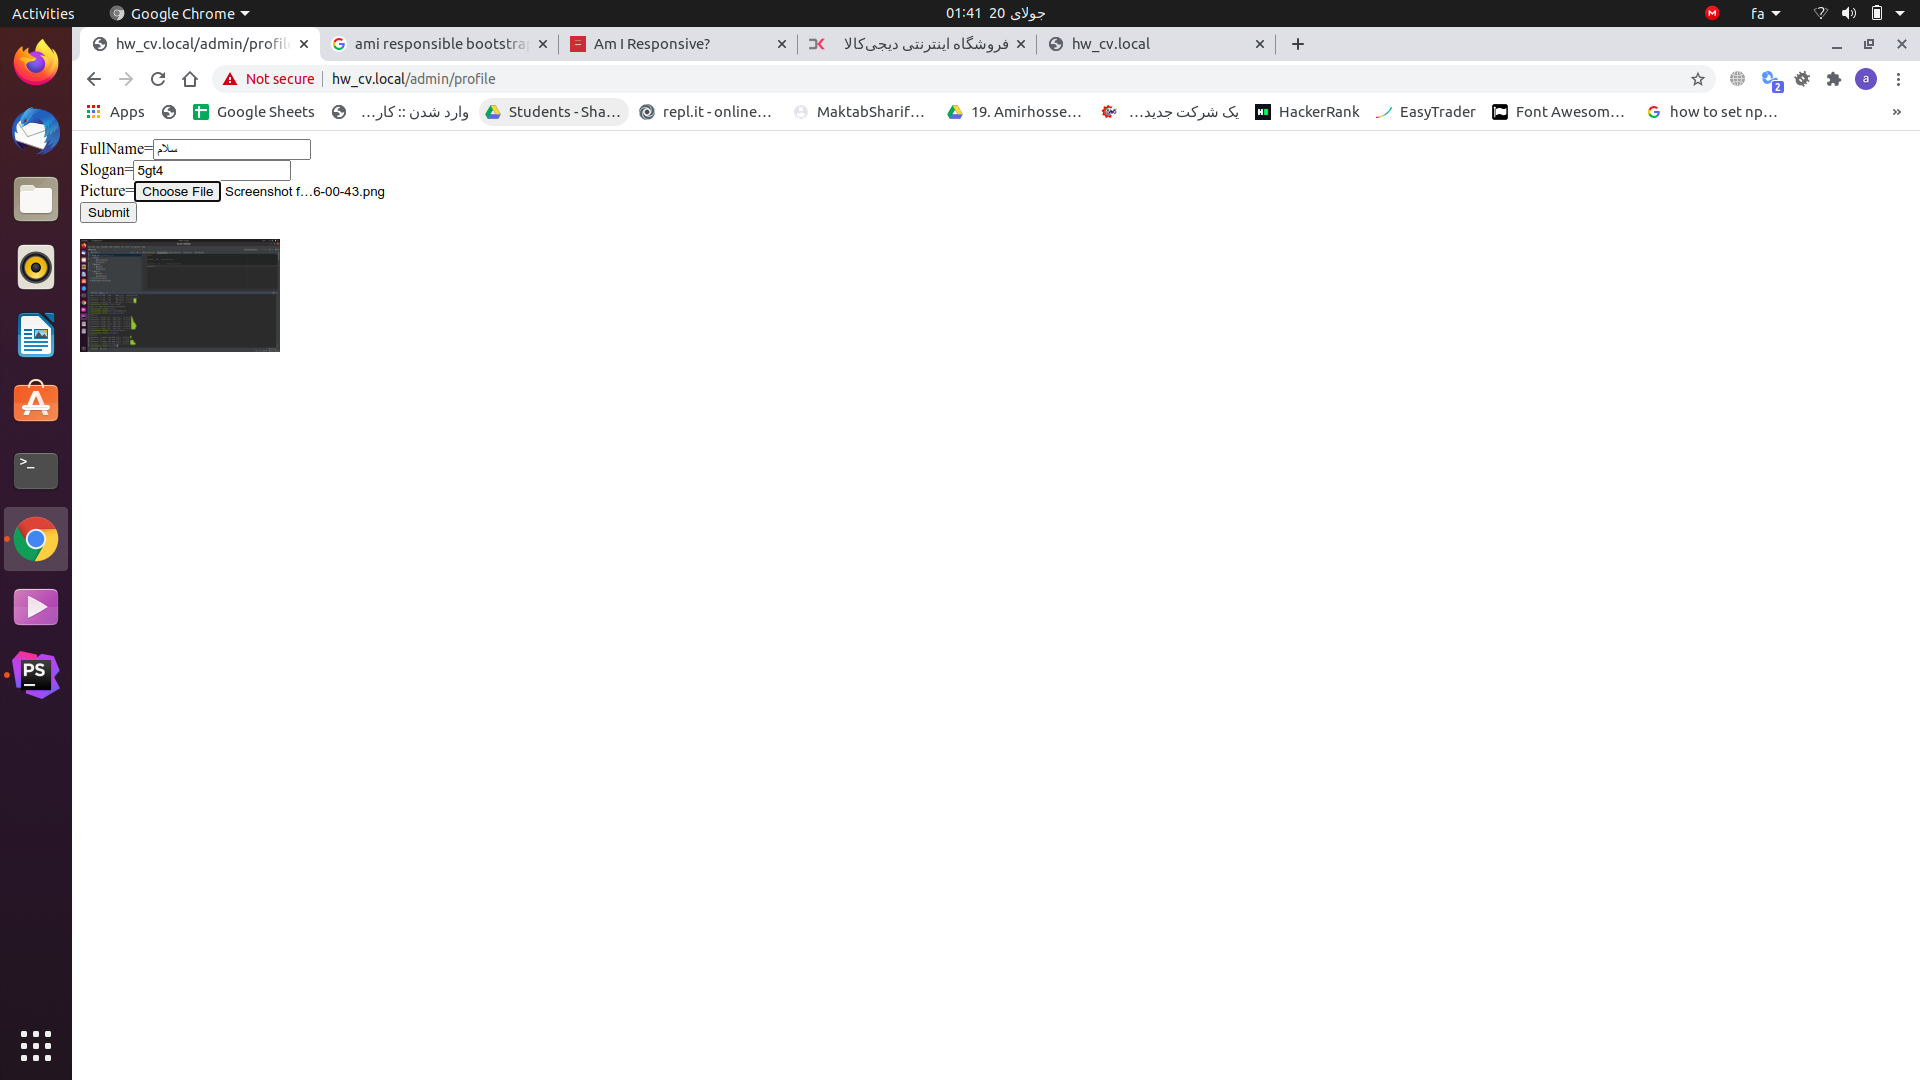 Activities
Google Chrome
جولای 20 01:41
fa
hw_cv.local/admin/profil
ami responsible bootstra
Am I Responsive?
فروشگاه اینترنتی دیجی‌کالا
hw_cv.local
Not secure
hw_cv.local/admin/profile
a
2
Apps
Google Sheets
وارد شدن :: کار...
Students - Sha...
repl.it - online...
MaktabSharif...
19. Amirhosse...
یک شرکت جدید...
HackerRank
EasyTrader
Font Awesom...
how to set np...
»
FullName=سلام
Slogan=5gt4
Picture=Choose File Screenshot f...6-00-43.png
Submit
>_
PS